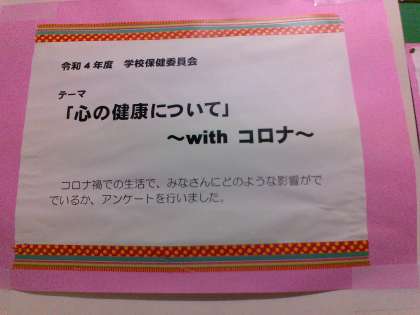 令和4年度 学校保健委員会
テーマ
「心の健康について」
～with コロナ～
コロナ禍での生活で、みなさんにどのような影響がで
ているか、アンケートを行いました。